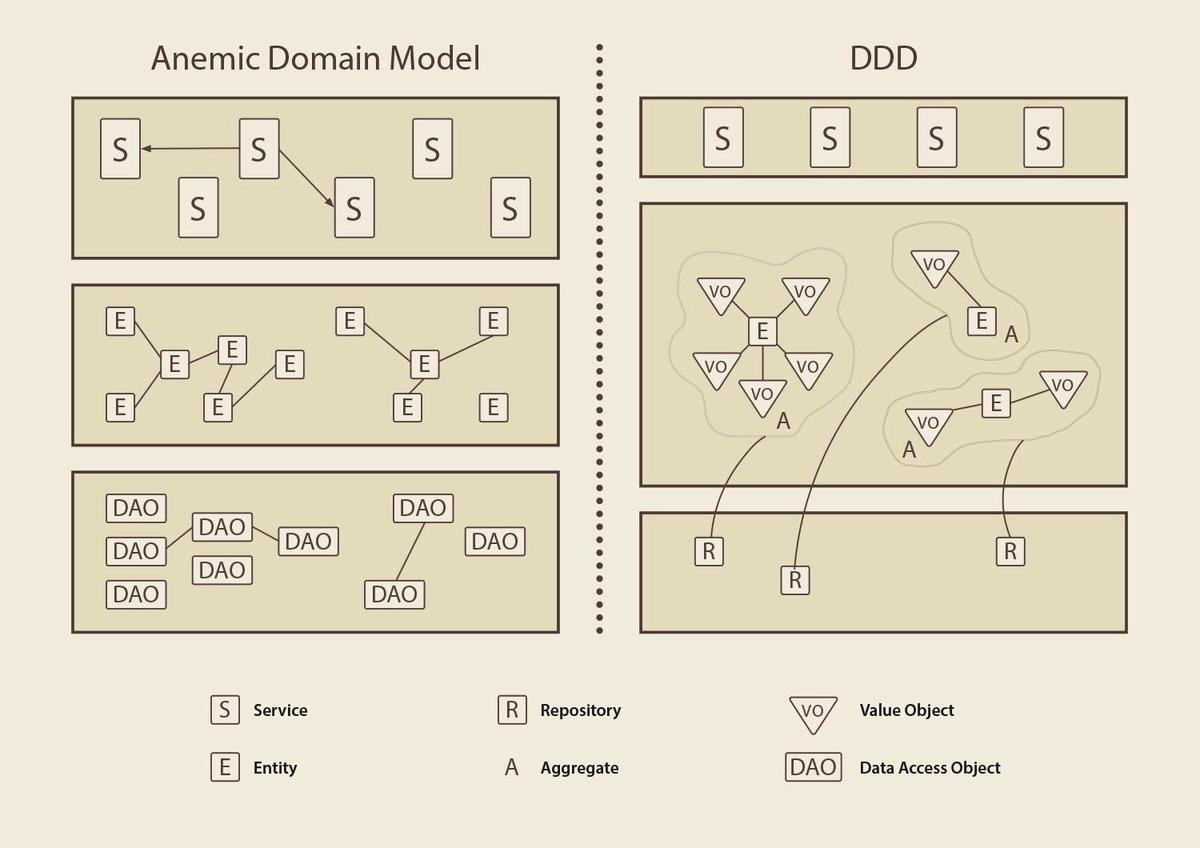 Anemic Domain Model
DDD
S S S
S S S
E E
E E E E
E E E E
DAO DAO
DAO DAO DAO DAO
DAO
DAO DAO
S S S S
VO
VO VO
E E A
VO VO VO
VO E
A VO
A
R R
R
S Service
R Repository
VO Value Object
E Entity
A Aggregate
DAO Data Access Object